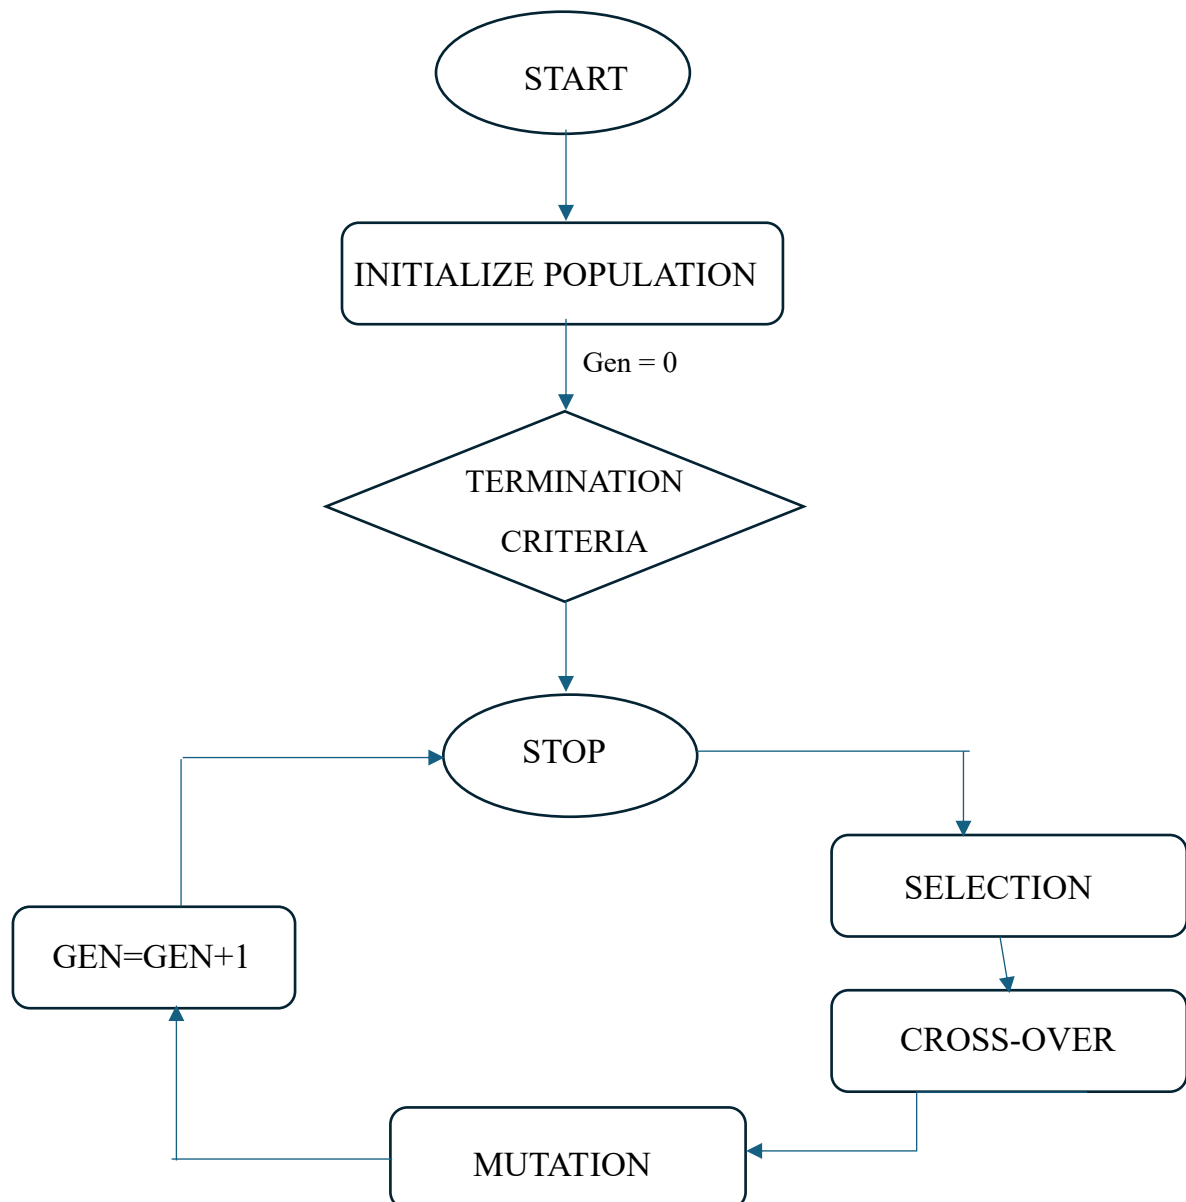 START
INITIALIZE POPULATION
Gen = 0
TERMINATION
CRITERIA
STOP
SELECTION
GEN=GEN+1
CROSS-OVER
MUTATION